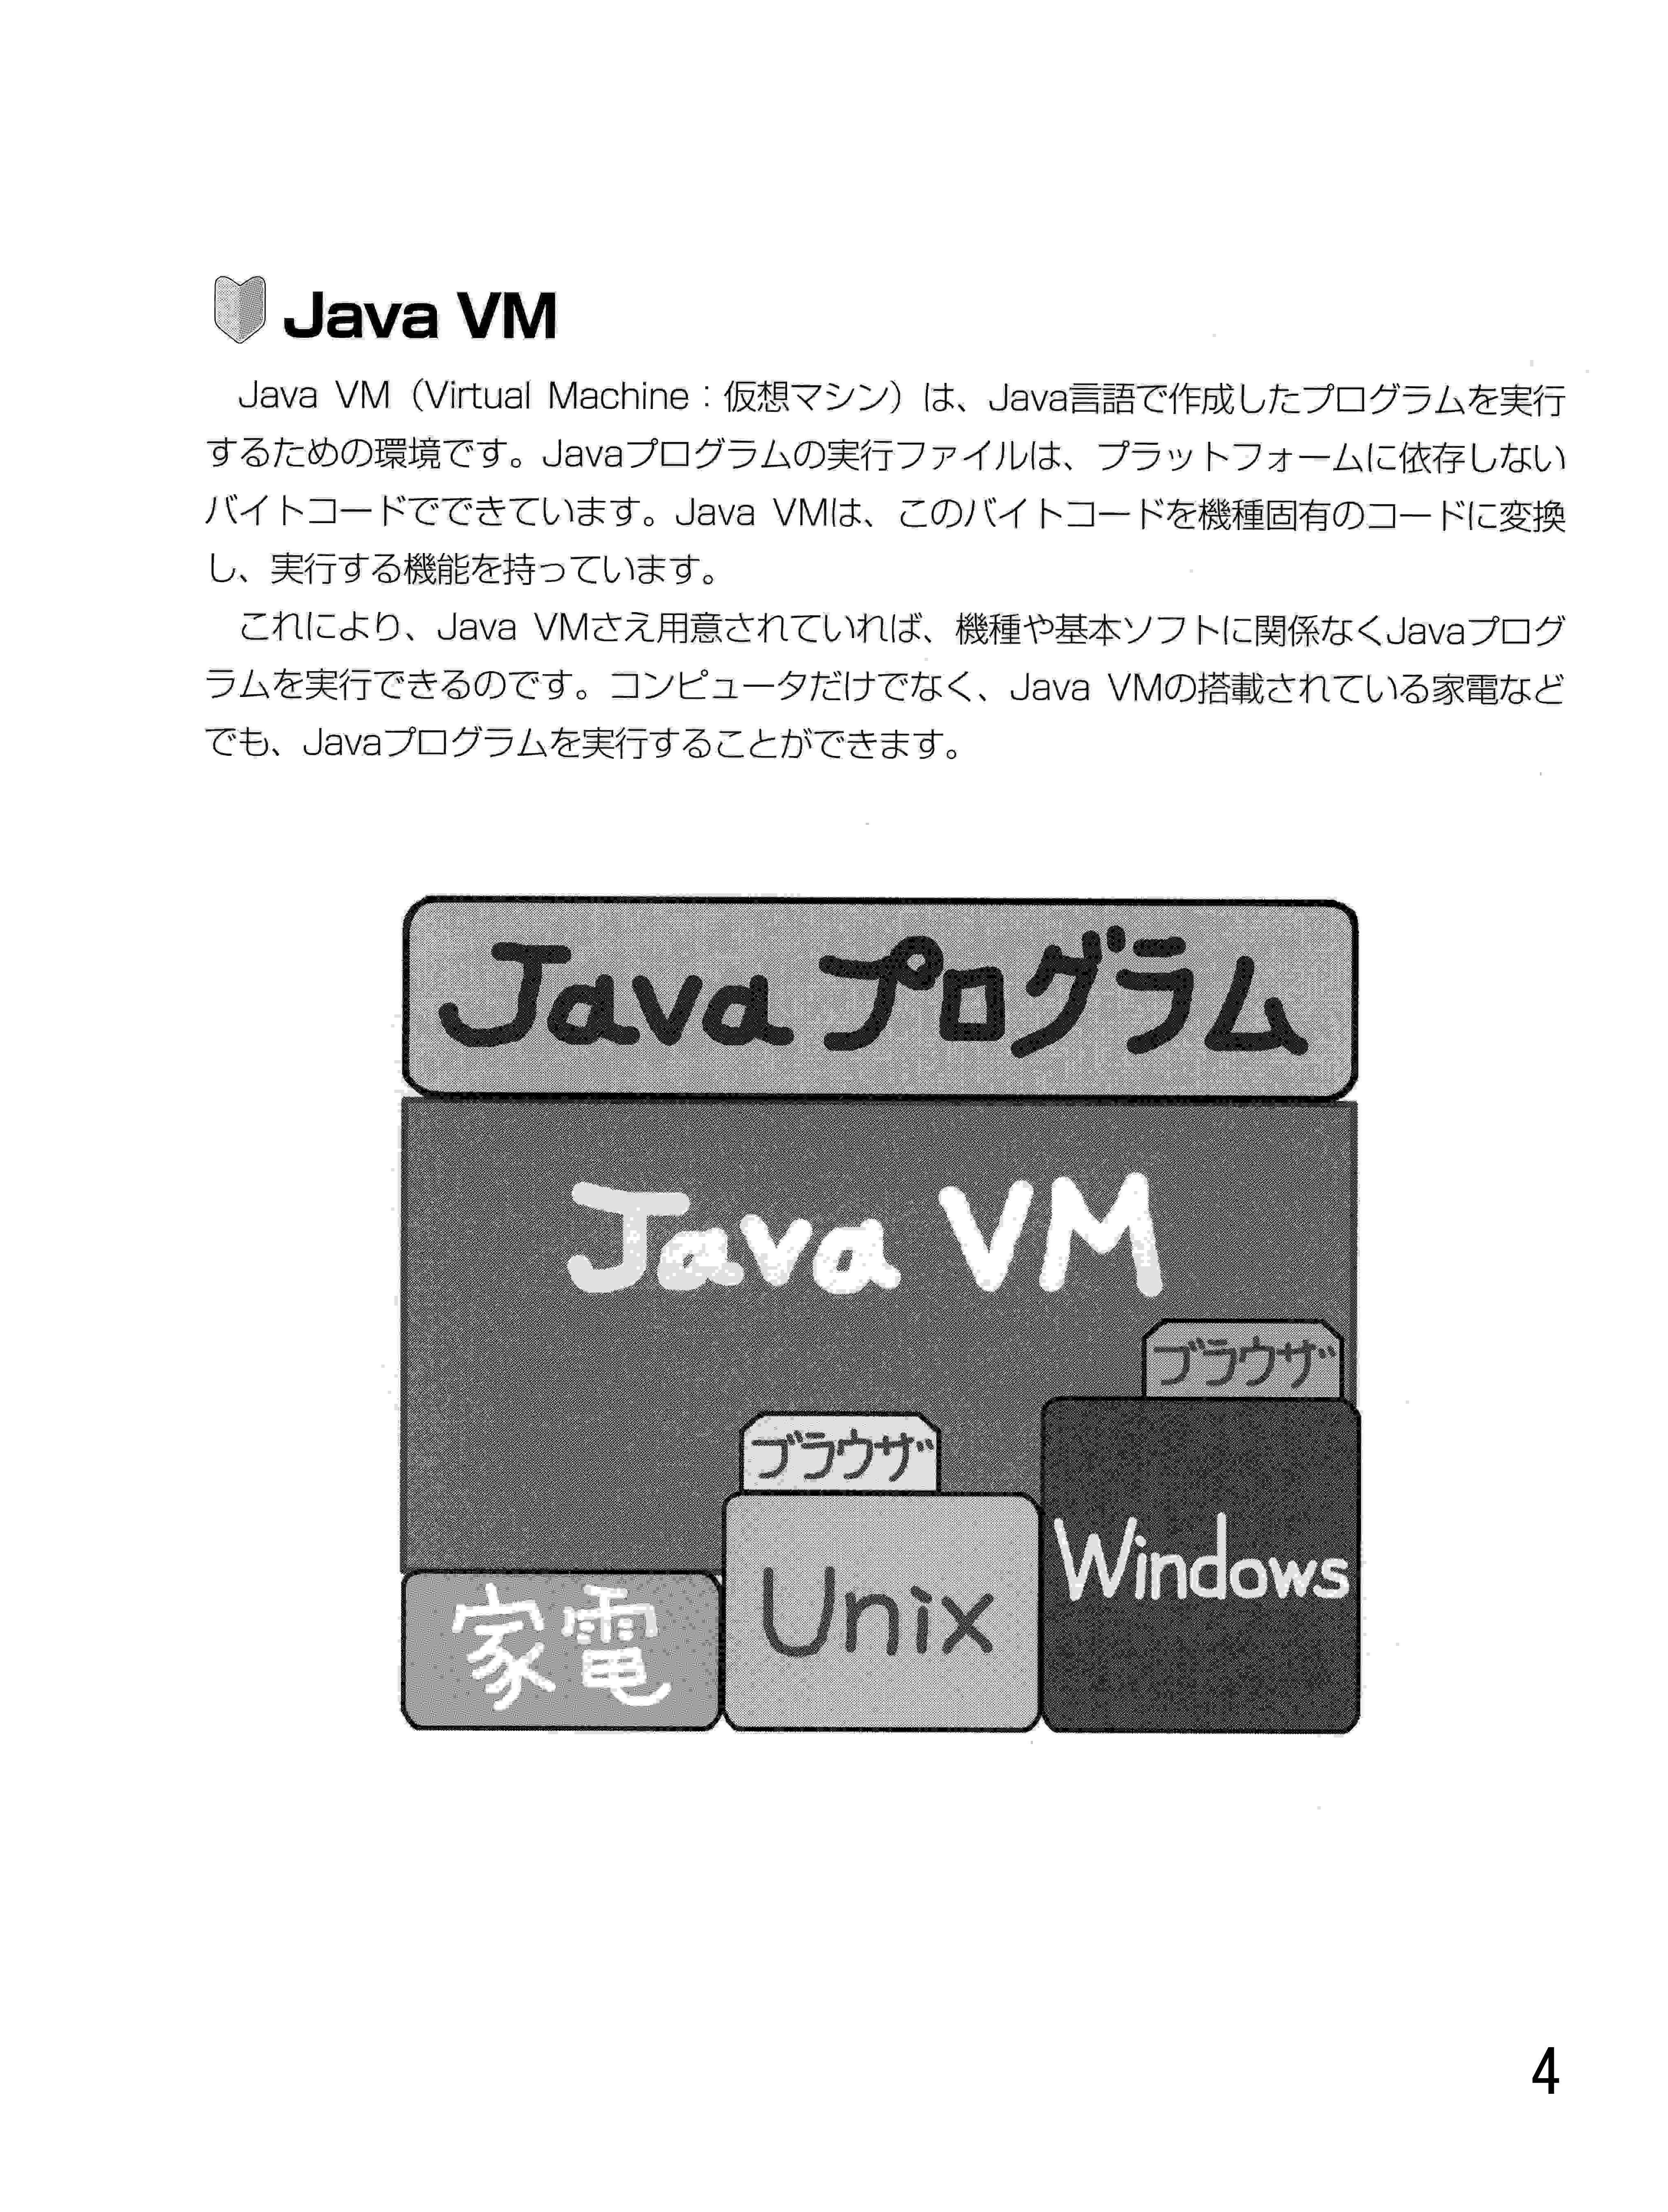 Java VM
Java VM（Virtual Machine：仮想マシン）は、Java言語で作成したプログラムを実行
するための環境です。Javaプログラムの実行ファイルは、プラットフォームに依存しない
バイトコードでできています。Java VMは、このバイトコードを機種固有のコードに変換
し、実行する機能を持っています。
これにより、Java VMさえ用意されていれば、機種や基本ソフトに関係なくJavaプログ
ラムを実行できるのです。コンピュータだけでなく、Java VMの搭載されている家電など
でも、Javaプログラムを実行することができます。
Javaプログラム
Java VM
ブラウザ
ブラウザ
Windows
Unix
家電
4